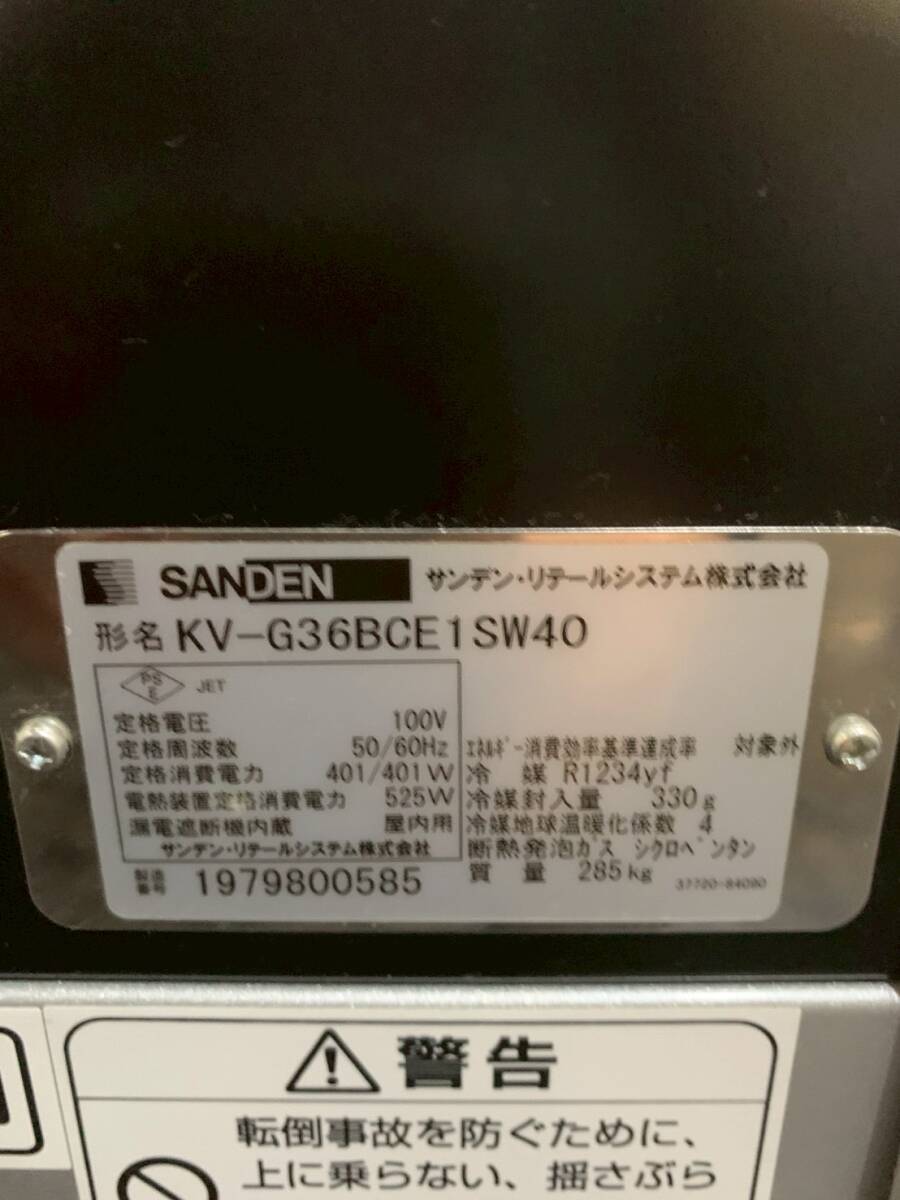 SANDEN サンデン・リテールシステム株式会社
形名 KV-G36BCE1SW40
PS E JET
定格電圧 100V
定格周波数 50/60Hz
定格消費電力 401/401W
電熱装置定格消費電力 525W
漏電遮断機内蔵 屋内用
サンデン・リテールシステム株式会社
ｴﾈﾙｷﾞｰ消費効率基準達成率 対象外
冷媒 R1234yf
冷媒封入量 330g
冷媒地球温暖化係数 4
断熱発泡ｶﾞｽ ｼｸﾛﾍﾟﾝﾀﾝ
質量 285kg
製造番号 1979800585
37720-84090
警告
転倒事故を防ぐために、
上に乗らない、揺さぶら